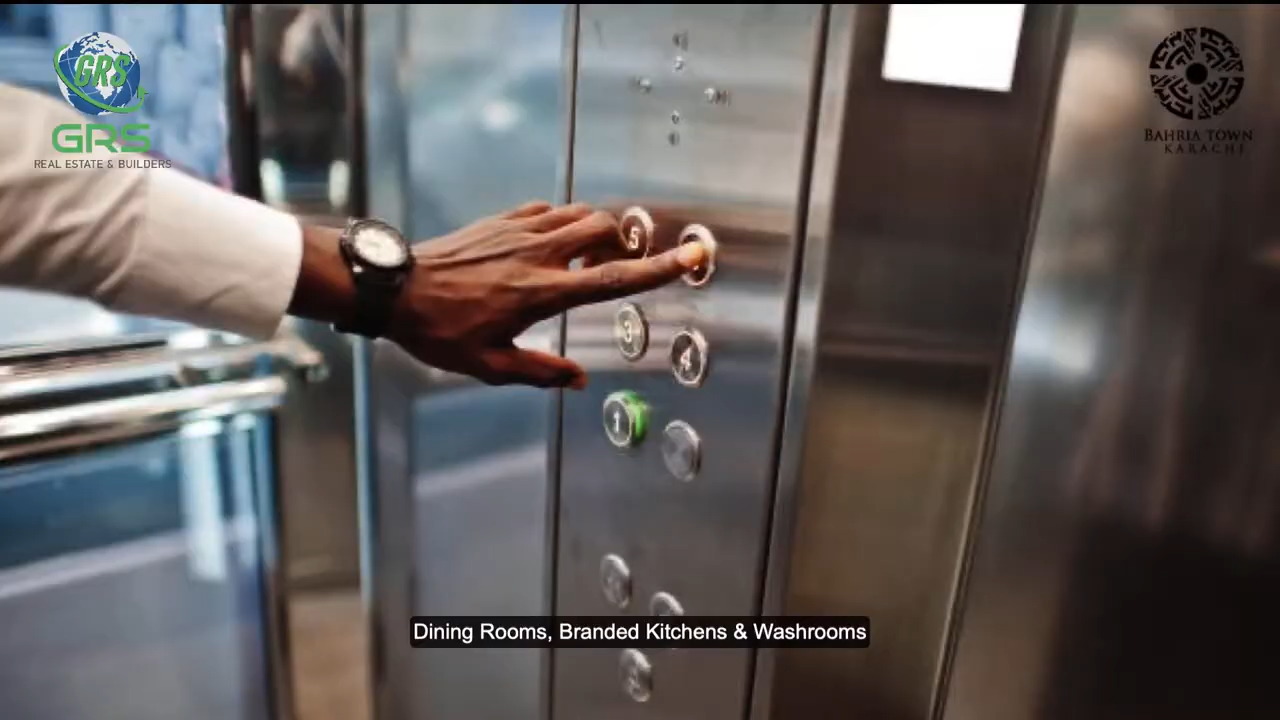 GRS
GRS
REAL ESTATE & BUILDERS
BAHRIA TOWN
KARACHI
5
3
4
1
Dining Rooms, Branded Kitchens & Washrooms